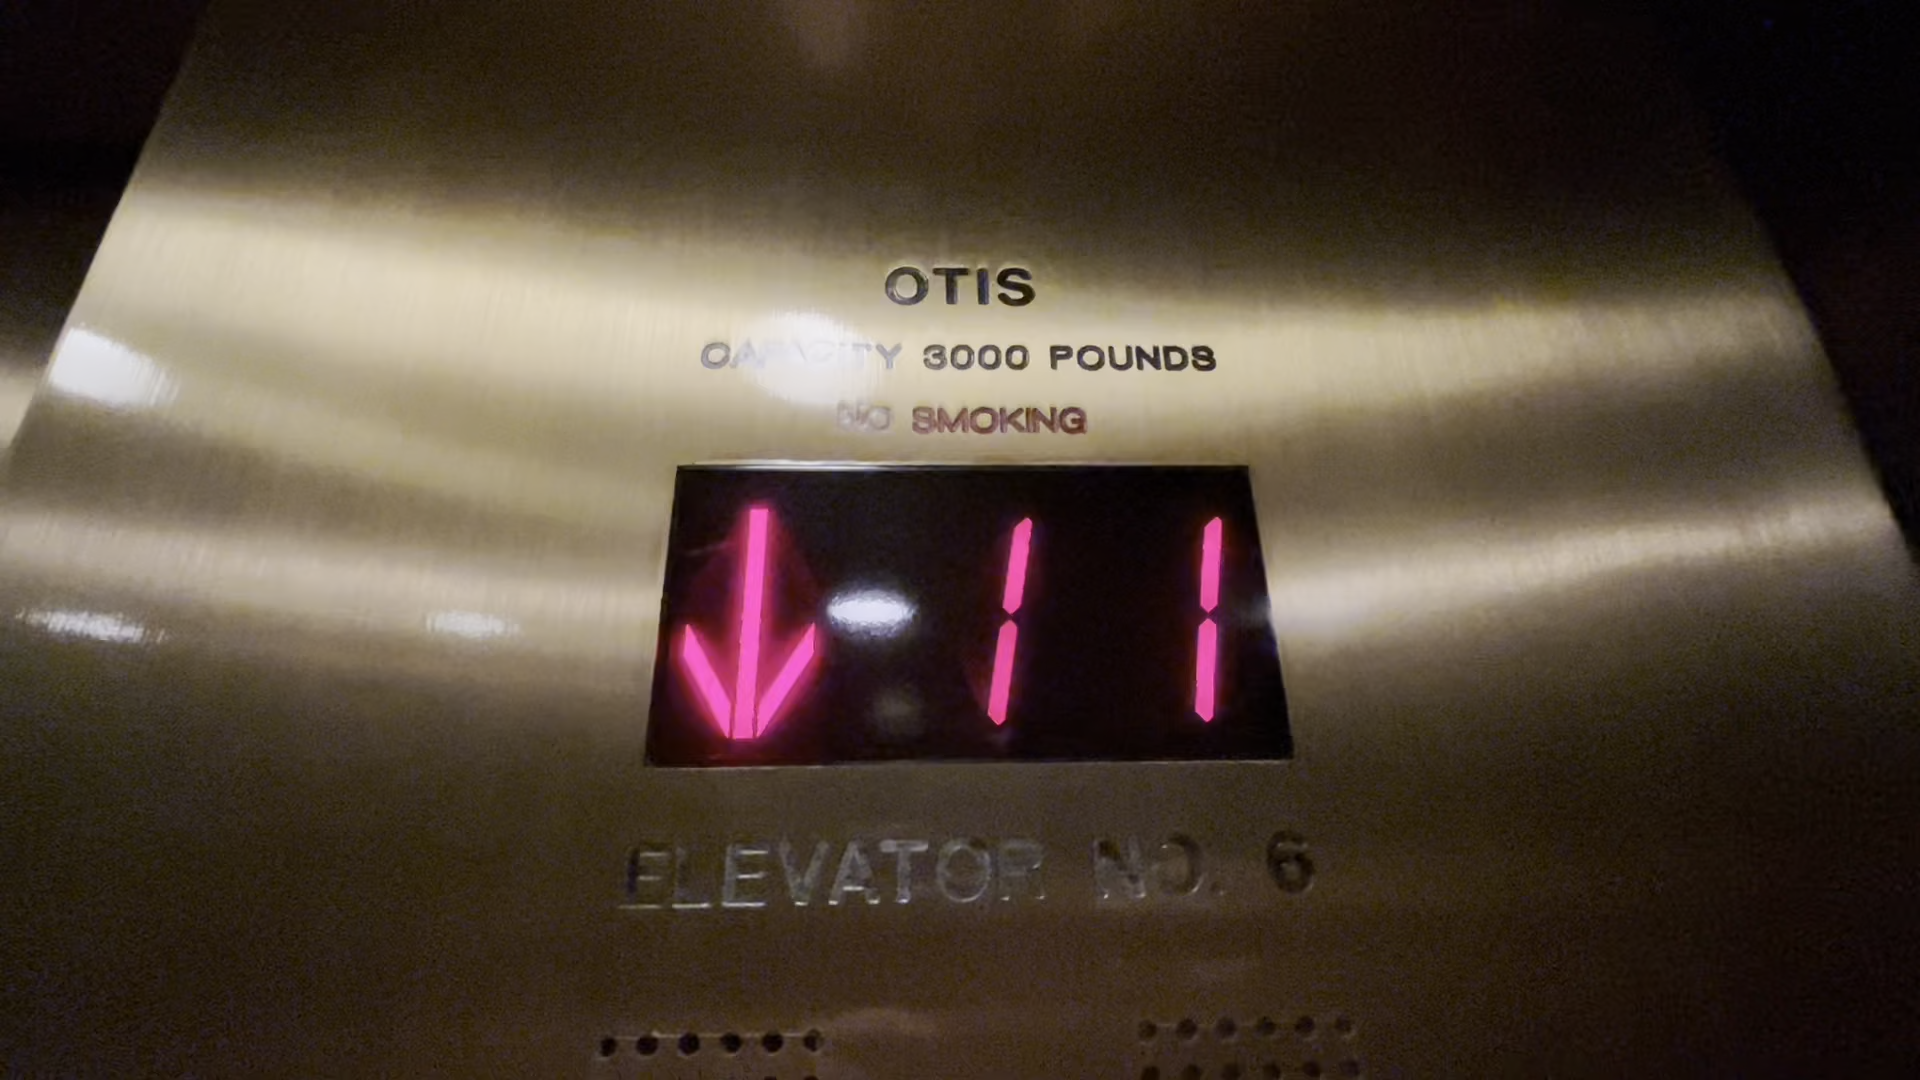 OTIS
CAPACITY 3000 POUNDS
NO SMOKING
↓ 11
ELEVATOR NO. 6